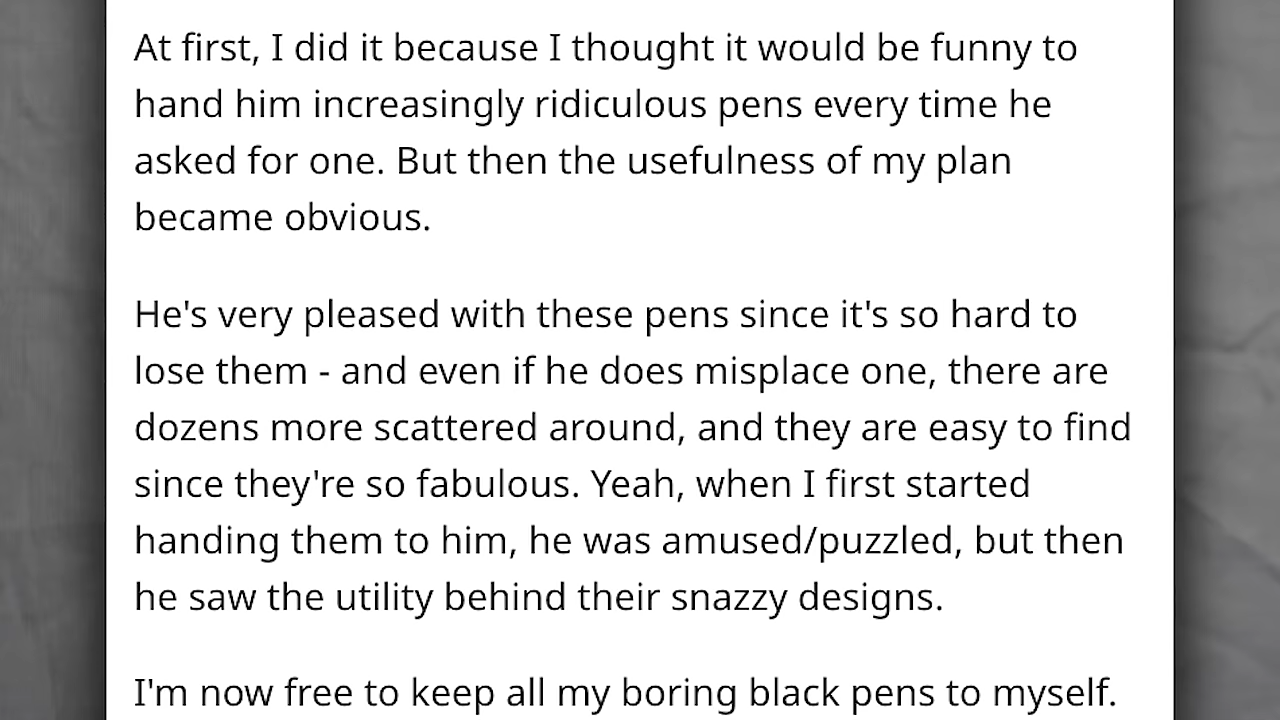 At first, I did it because I thought it would be funny to
hand him increasingly ridiculous pens every time he
asked for one. But then the usefulness of my plan
became obvious.
He's very pleased with these pens since it's so hard to
lose them - and even if he does misplace one, there are
dozens more scattered around, and they are easy to find
since they're so fabulous. Yeah, when I first started
handing them to him, he was amused/puzzled, but then
he saw the utility behind their snazzy designs.
I'm now free to keep all my boring black pens to myself.